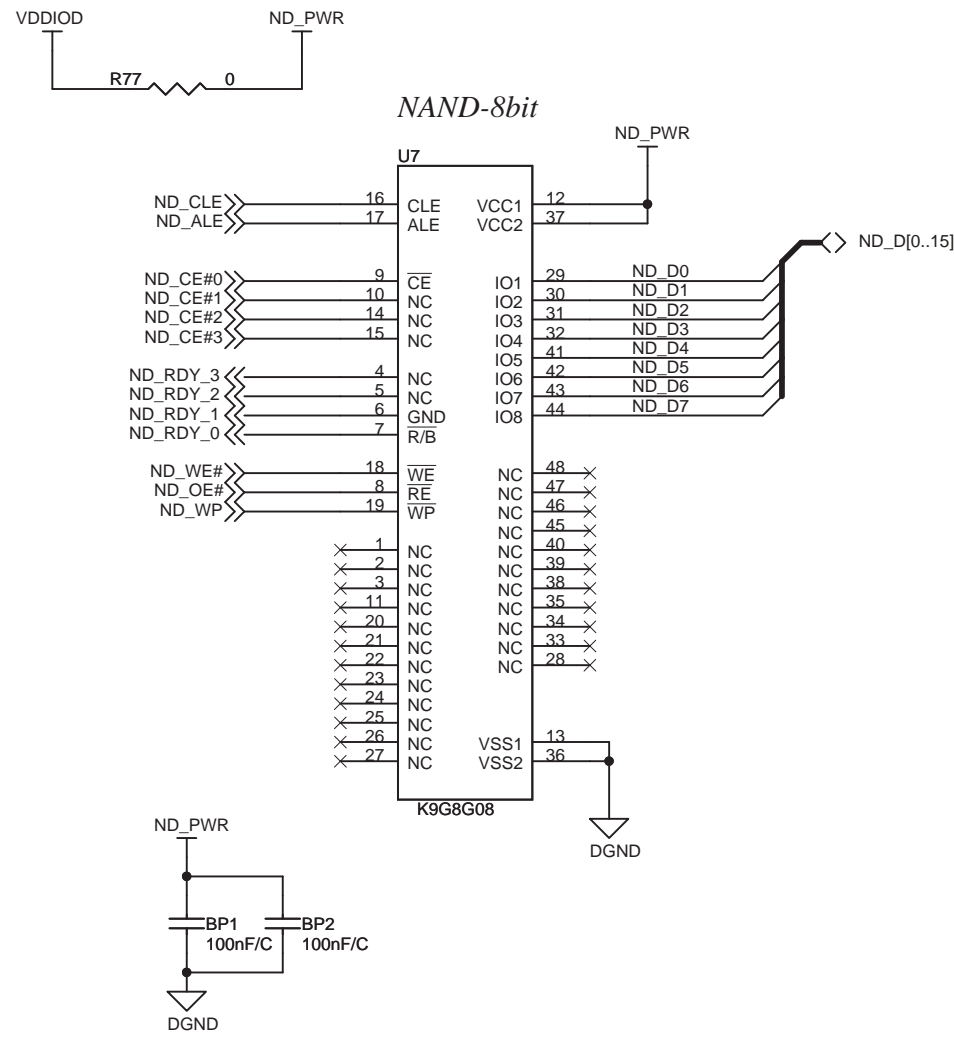 VDDIOD ND_PWR
R77 0
NAND-8bit
ND_PWR
U7
ND_CLE 16 CLE VCC1 12
ND_ALE 17 ALE VCC2 37
ND_D[0..15]
ND_CE#0 9 CE IO1 29 ND_D0
ND_CE#1 10 NC IO2 30 ND_D1
ND_CE#2 14 NC IO3 31 ND_D2
ND_CE#3 15 NC IO4 32 ND_D3
IO5 41 ND_D4
ND_RDY_3 4 NC IO6 42 ND_D5
ND_RDY_2 5 NC IO7 43 ND_D6
ND_RDY_1 6 GND IO8 44 ND_D7
ND_RDY_0 7 R/B
ND_WE# 18 WE NC 48
ND_OE# 8 RE NC 47
ND_WP 19 WP NC 46
NC 45
1 NC NC 40
2 NC NC 39
3 NC NC 38
11 NC NC 35
20 NC NC 34
21 NC NC 33
22 NC NC 28
23 NC
24 NC
25 NC
26 NC VSS1 13
27 NC VSS2 36
K9G8G08
DGND
ND_PWR
BP1 BP2
100nF/C 100nF/C
DGND